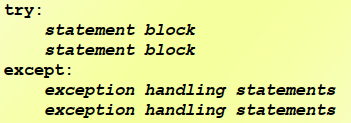 try:
    statement block
    statement block
except:
    exception handling statements
    exception handling statements